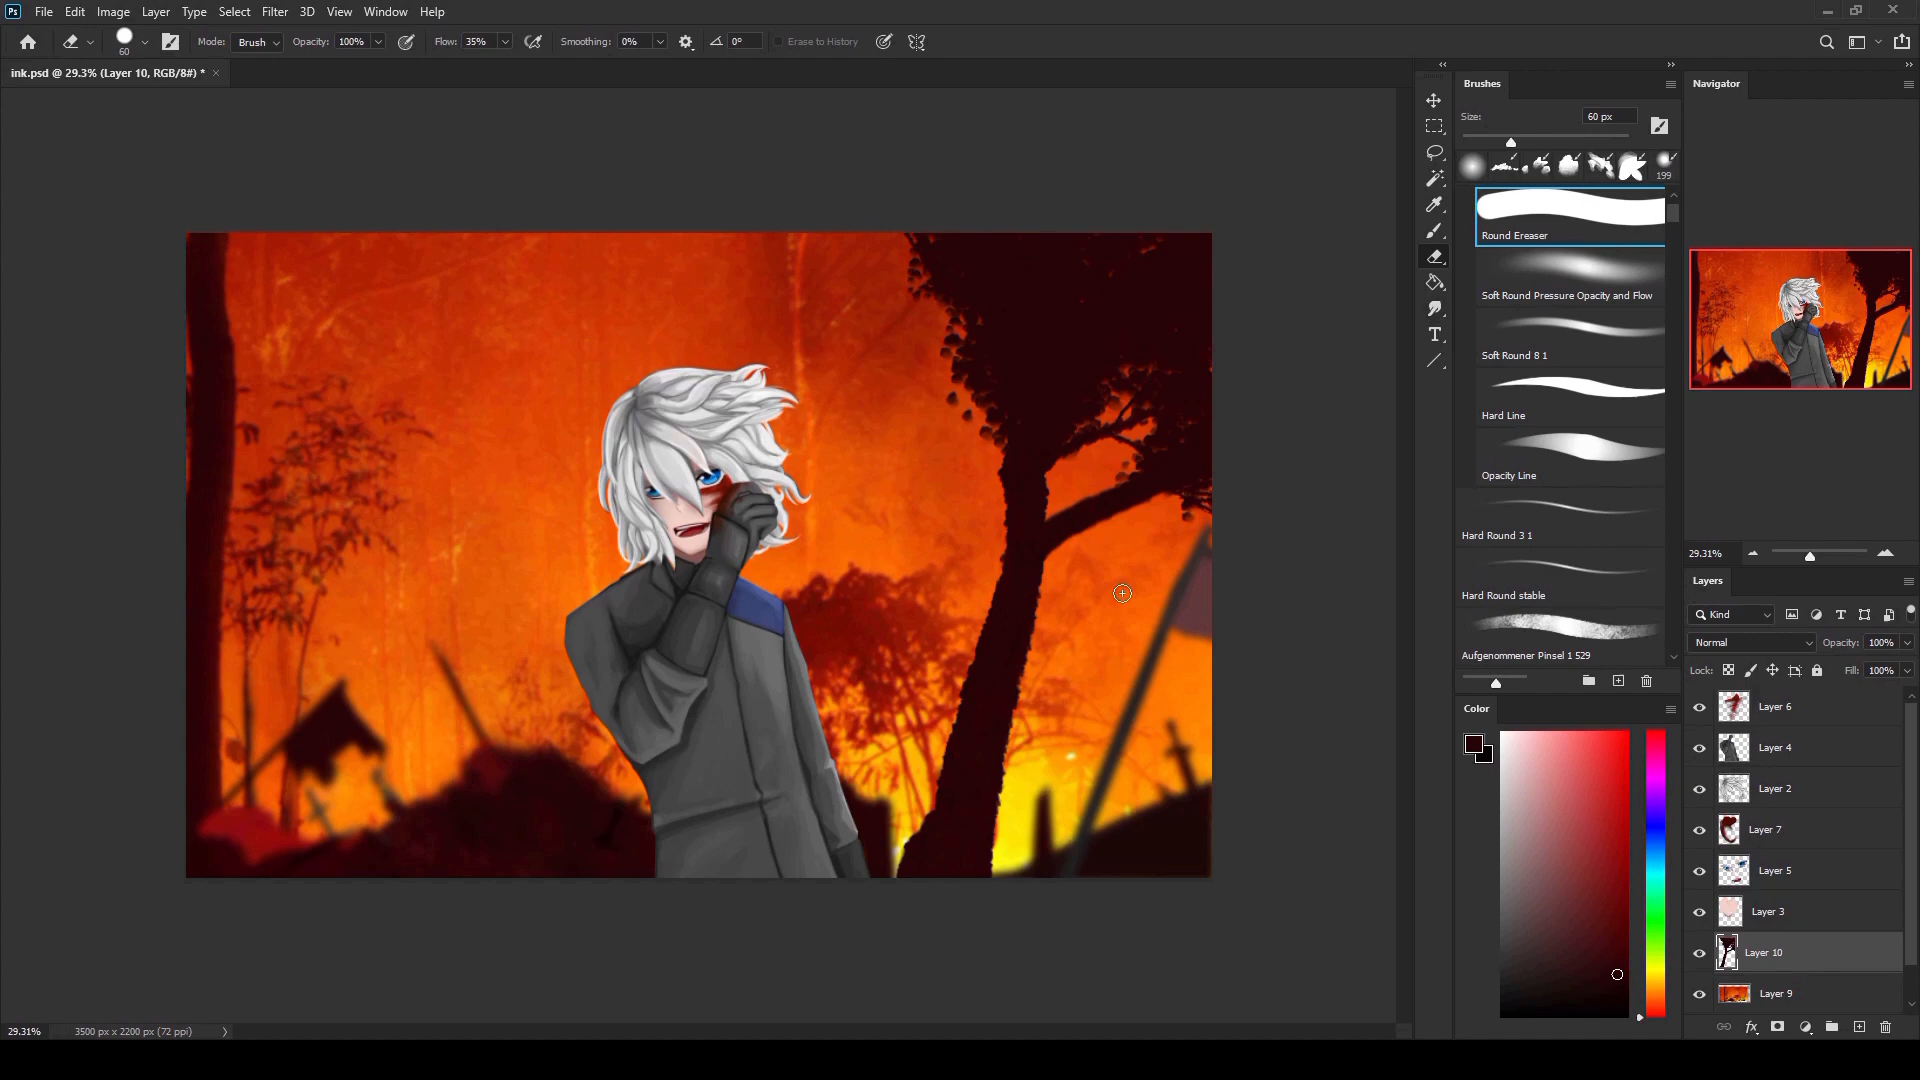 Ps File Edit Image Layer Type Select Filter 3D View Window Help
60 Mode: Brush Opacity: 100% Flow: 35% Smoothing: 0% 0° Erase to History
ink.psd @ 29.3% (Layer 10, RGB/8#) *
Brushes
Size: 60 px
199
Round Ereaser
Soft Round Pressure Opacity and Flow
Soft Round 8 1
Hard Line
Opacity Line
Hard Round 3 1
Hard Round stable
Aufgenommener Pinsel 1 529
Color
Navigator
29.31%
Layers
Kind
Normal Opacity: 100%
Lock: Fill: 100%
Layer 6
Layer 4
Layer 2
Layer 7
Layer 5
Layer 3
Layer 10
Layer 9
fx
29.31% 3500 px x 2200 px (72 ppi)